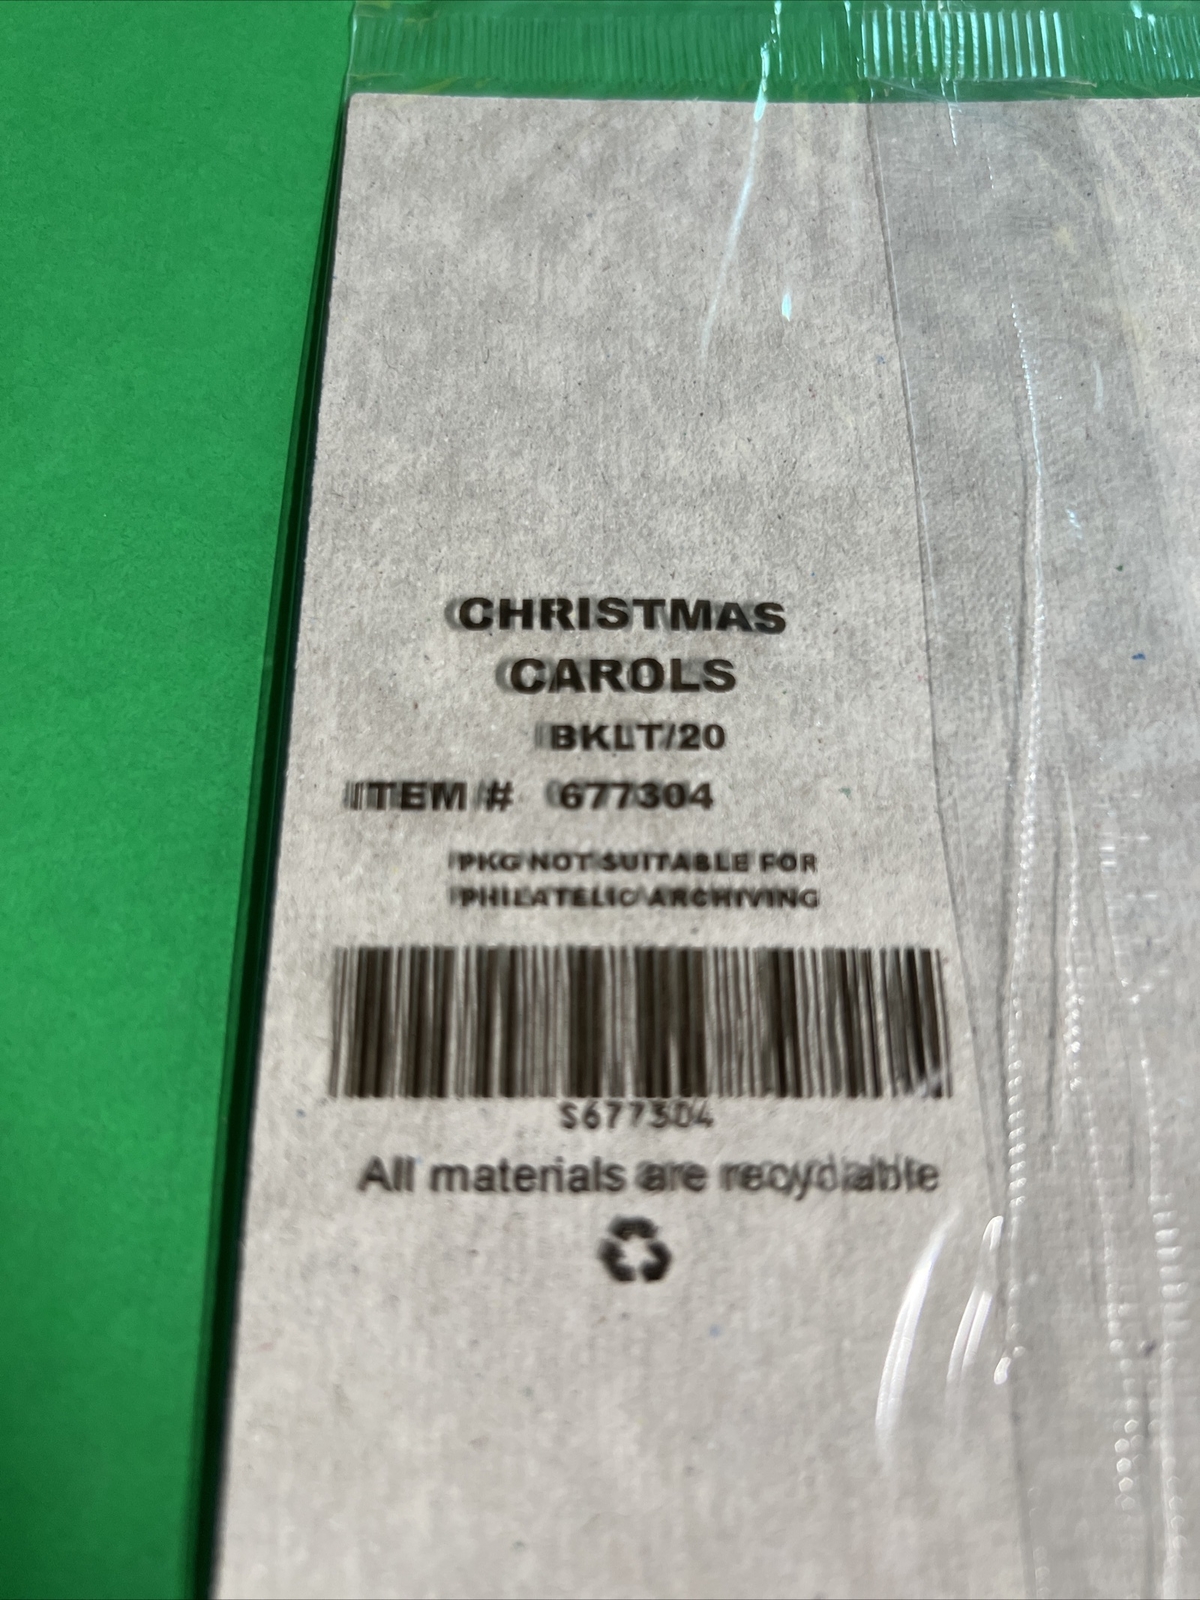 CHRISTMAS
CAROLS
BKLT/20
ITEM # 677304
PKG NOT SUITABLE FOR
PHILATELIC ARCHIVING
S677304
All materials are recyclable